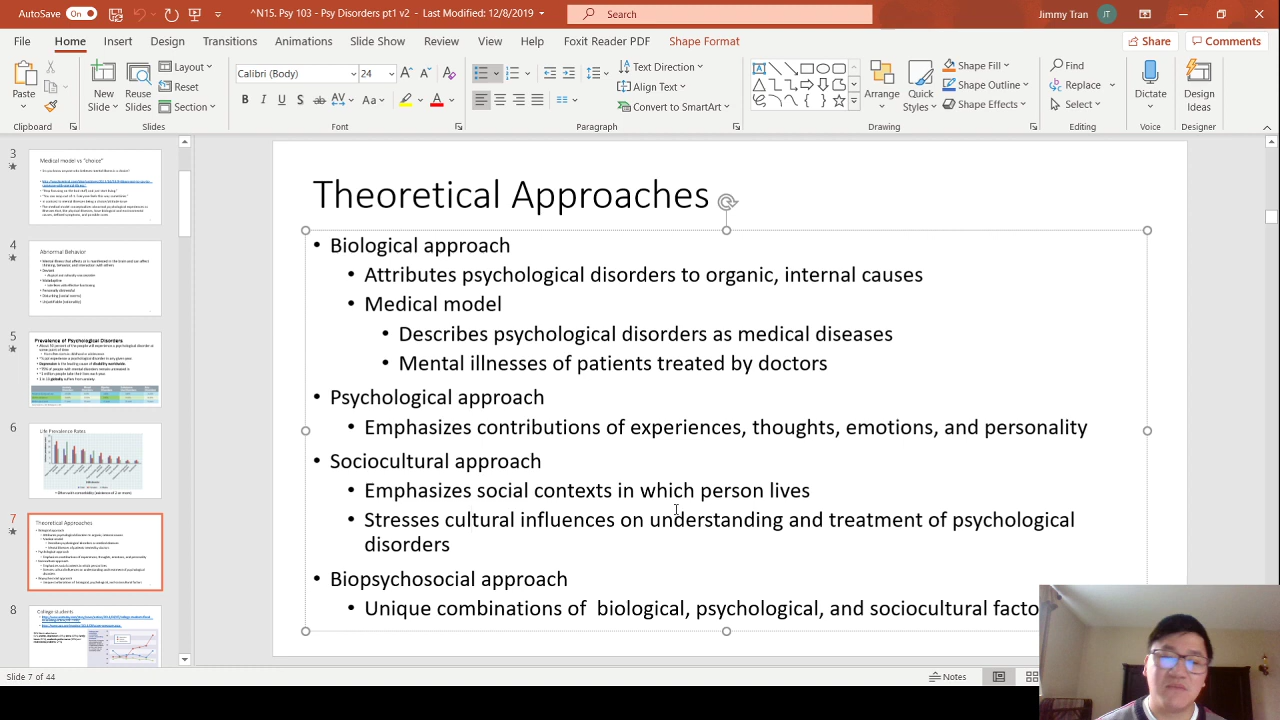 AutoSave On
^N15. Psy 103 - Psychological Disorders 12/8/2019
Search
Jimmy Tran
JT
File Home Insert Design Transitions Animations Slide Show Review View Help Foxit Reader PDF Shape Format
Share Comments
Paste
New Slide
Reuse Slides
Layout
Reset
Section
Calibri (Body) 24
Text Direction
Align Text
Convert to SmartArt
Arrange
Quick Styles
Shape Fill
Shape Outline
Shape Effects
Find
Replace
Select
Dictate
Design Ideas
Clipboard Slides Font Paragraph Drawing Editing Voice Designer
3
Medical model vs "choice"
4
Abnormal Behavior
5
Prevalence of Psychological Disorders
6
Life Prevalence Rates
7
Theoretical Approaches
8
College students
Theoretical Approaches
• Biological approach
• Attributes psychological disorders to organic, internal causes
• Medical model
• Describes psychological disorders as medical diseases
• Mental illnesses of patients treated by doctors
• Psychological approach
• Emphasizes contributions of experiences, thoughts, emotions, and personality
• Sociocultural approach
• Emphasizes social contexts in which person lives
• Stresses cultural influences on understanding and treatment of psychological
disorders
• Biopsychosocial approach
• Unique combinations of biological, psychological, and sociocultural facto
Slide 7 of 44
Notes